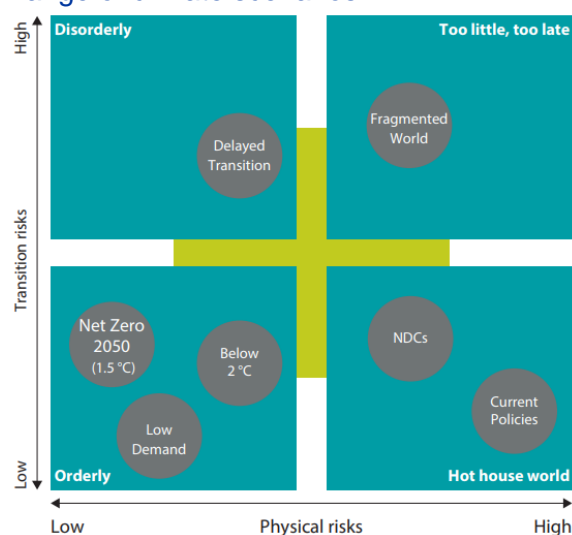 High
Disorderly
Too little, too late
Fragmented
World
Delayed
Transition
Transition risks
Net Zero
2050
(1.5 °C)
Below
2 °C
NDCs
Low
Demand
Current
Policies
Low
Orderly
Hot house world
Low
Physical risks
High